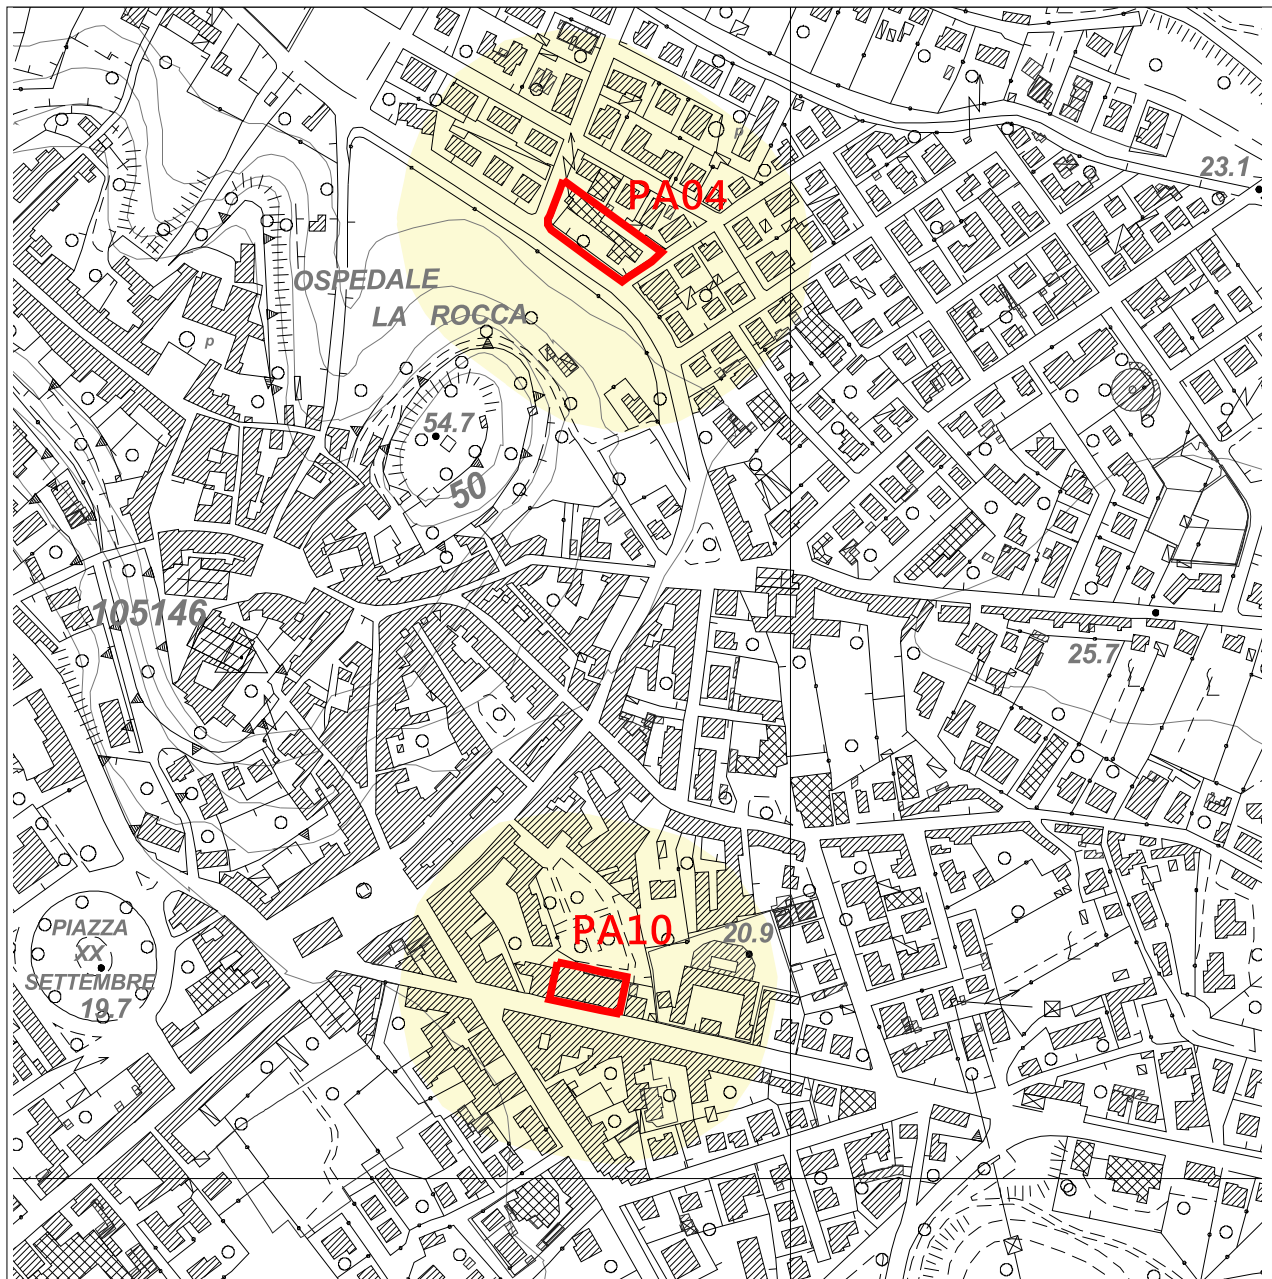 23.1
PA04
OSPEDALE
LA ROCCA
p
p
54.7
50
105146
25.7
PIAZZA
XX
SETTEMBRE
19.7
PA10
20.9